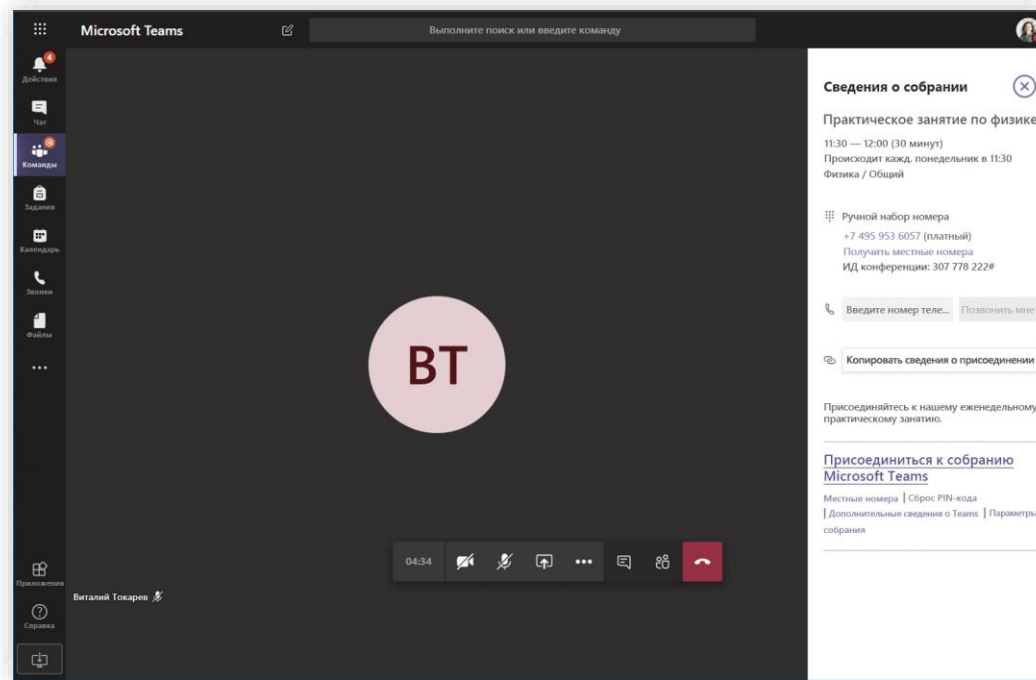 Microsoft Teams
Выполните поиск или введите команду
4
Действия
Чат
Команды
Задания
Календарь
Звонки
Файлы
Приложения
Справка
ВТ
04:34
Виталий Токарев
Сведения о собрании
Практическое занятие по физике
11:30 — 12:00 (30 минут)
Происходит кажд. понедельник в 11:30
Физика / Общий
Ручной набор номера
+7 495 953 6057 (платный)
Получить местные номера
ИД конференции: 307 778 222#
Введите номер теле... Позвонить мне
Копировать сведения о присоединении
Присоединяйтесь к нашему еженедельному
практическому занятию.
Присоединиться к собранию
Microsoft Teams
Местные номера | Сброс PIN-кода
| Дополнительные сведения о Teams | Параметры
собрания